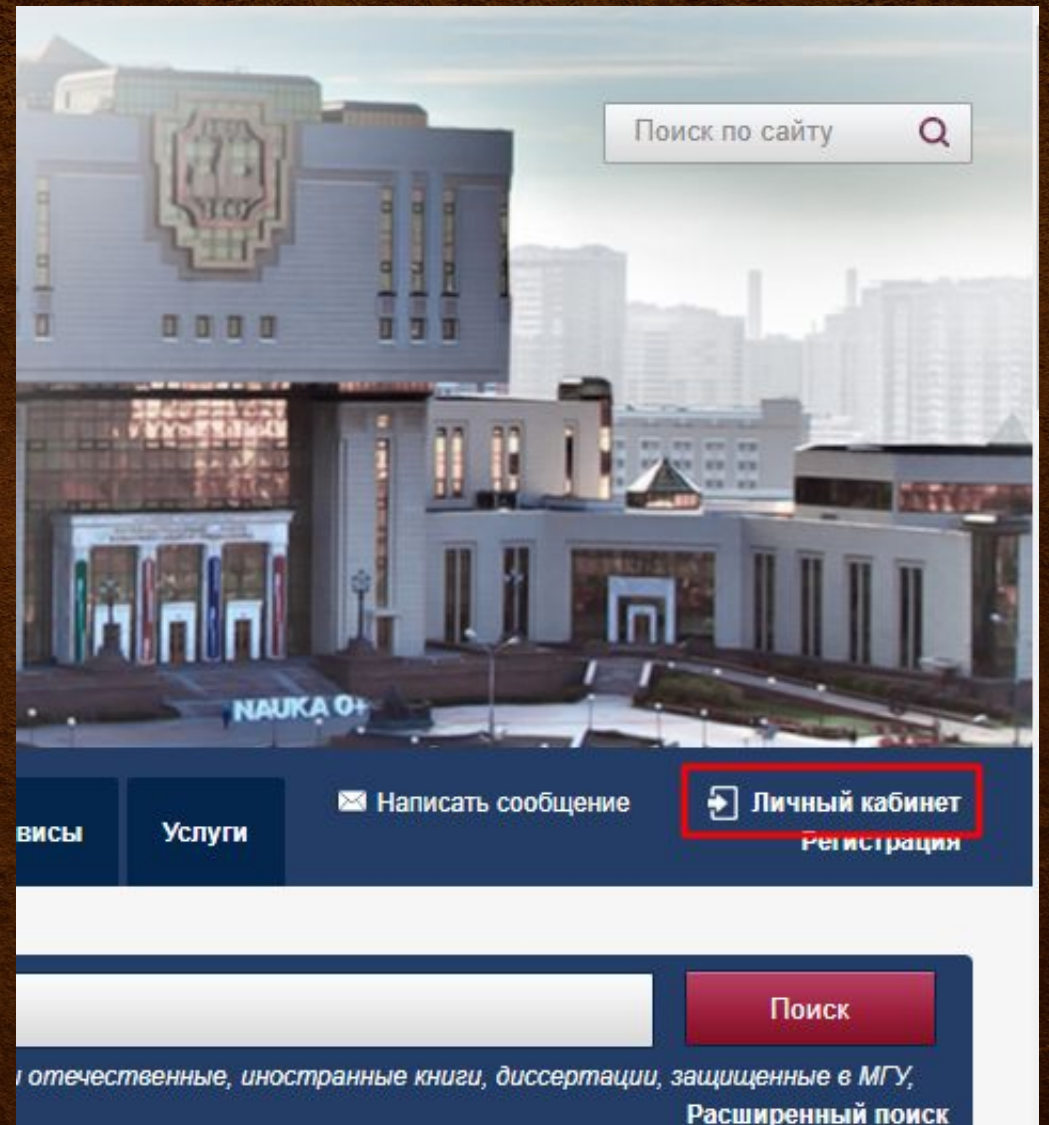 Поиск по сайту
NAUKA 0+
Написать сообщение
Личный кабинет
Регистрация
висы
Услуги
Поиск
отечественные, иностранные книги, диссертации, защищенные в МГУ,
Расширенный поиск